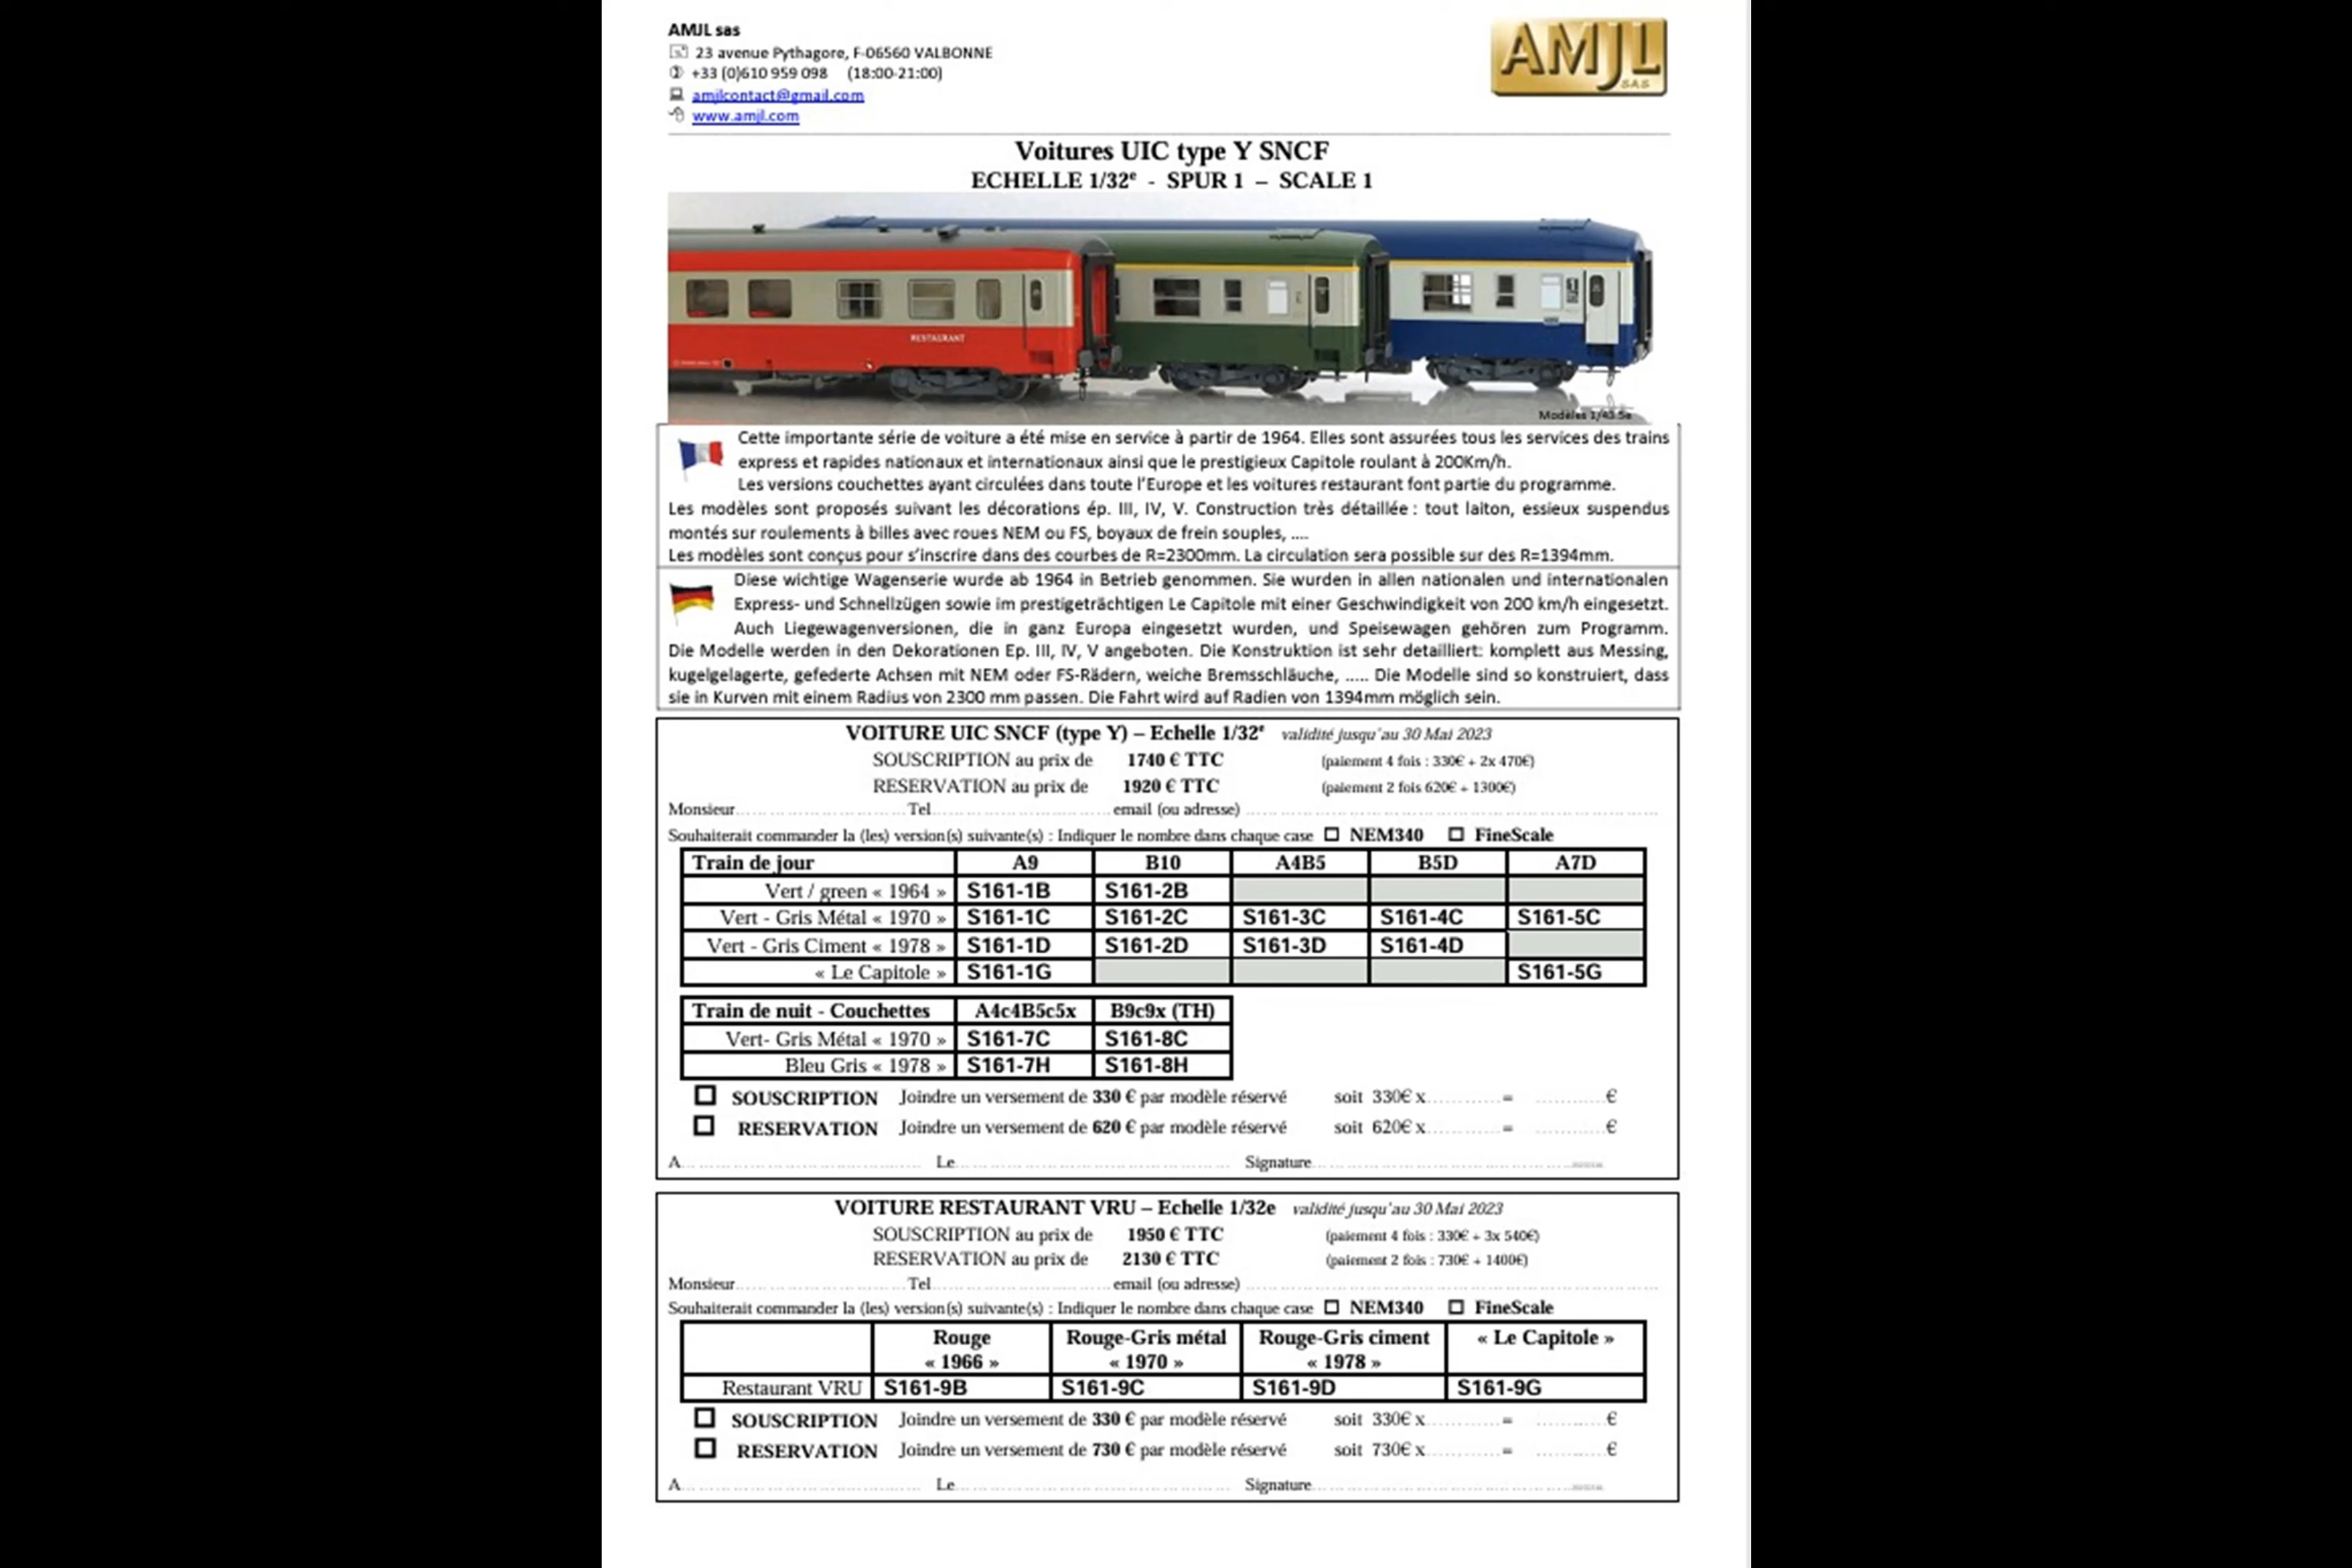 AMJL sas
23 avenue Pythagore, F-06560 VALBONNE
+33 (0)610 959 098 (18:00-21:00)
amjlcontact@gmail.com
www.amjl.com
AMJL
SAS
Voitures UIC type Y SNCF
ECHELLE 1/32e - SPUR 1 – SCALE 1
RESTAURANT
Modèles 1/43.5e
Cette importante série de voiture a été mise en service à partir de 1964. Elles sont assurées tous les services des trains
express et rapides nationaux et internationaux ainsi que le prestigieux Capitole roulant à 200Km/h.
Les versions couchettes ayant circulées dans toute l'Europe et les voitures restaurant font partie du programme.
Les modèles sont proposés suivant les décorations ép. III, IV, V. Construction très détaillée : tout laiton, essieux suspendus
montés sur roulements à billes avec roues NEM ou FS, boyaux de frein souples, ....
Les modèles sont conçus pour s'inscrire dans des courbes de R=2300mm. La circulation sera possible sur des R=1394mm.
Diese wichtige Wagenserie wurde ab 1964 in Betrieb genommen. Sie wurden in allen nationalen und internationalen
Express- und Schnellzügen sowie im prestigeträchtigen Le Capitole mit einer Geschwindigkeit von 200 km/h eingesetzt.
Auch Liegewagenversionen, die in ganz Europa eingesetzt wurden, und Speisewagen gehören zum Programm.
Die Modelle werden in den Dekorationen Ep. III, IV, V angeboten. Die Konstruktion ist sehr detailliert: komplett aus Messing,
kugelgelagerte, gefederte Achsen mit NEM oder FS-Rädern, weiche Bremsschläuche, ..... Die Modelle sind so konstruiert, dass
sie in Kurven mit einem Radius von 2300 mm passen. Die Fahrt wird auf Radien von 1394mm möglich sein.
VOITURE UIC SNCF (type Y) – Echelle 1/32e validité jusqu'au 30 Mai 2023
SOUSCRIPTION au prix de 1740 € TTC (paiement 4 fois : 330€ + 2x 470€)
RESERVATION au prix de 1920 € TTC (paiement 2 fois 620€ + 1300€)
Monsieur.................... Tel.................... email (ou adresse) ....................
Souhaiterait commander la (les) version(s) suivante(s) : Indiquer le nombre dans chaque case ☐ NEM340 ☐ FineScale
Train de jour A9 B10 A4B5 B5D A7D
Vert / green « 1964 » S161-1B S161-2B
Vert - Gris Métal « 1970 » S161-1C S161-2C S161-3C S161-4C S161-5C
Vert - Gris Ciment « 1978 » S161-1D S161-2D S161-3D S161-4D
« Le Capitole » S161-1G S161-5G
Train de nuit - Couchettes A4c4B5c5x B9c9x (TH)
Vert- Gris Métal « 1970 » S161-7C S161-8C
Bleu Gris « 1978 » S161-7H S161-8H
☐ SOUSCRIPTION Joindre un versement de 330 € par modèle réservé soit 330€ x............ = ............€
☐ RESERVATION Joindre un versement de 620 € par modèle réservé soit 620€ x............ = ............€
A.................... Le.................... Signature....................
VOITURE RESTAURANT VRU – Echelle 1/32e validité jusqu'au 30 Mai 2023
SOUSCRIPTION au prix de 1950 € TTC (paiement 4 fois : 330€ + 3x 540€)
RESERVATION au prix de 2130 € TTC (paiement 2 fois : 730€ + 1400€)
Monsieur.................... Tel.................... email (ou adresse) ....................
Souhaiterait commander la (les) version(s) suivante(s) : Indiquer le nombre dans chaque case ☐ NEM340 ☐ FineScale
Rouge Rouge-Gris métal Rouge-Gris ciment « Le Capitole »
« 1966 » « 1970 » « 1978 »
Restaurant VRU S161-9B S161-9C S161-9D S161-9G
☐ SOUSCRIPTION Joindre un versement de 330 € par modèle réservé soit 330€ x............ = ............€
☐ RESERVATION Joindre un versement de 730 € par modèle réservé soit 730€ x............ = ............€
A.................... Le.................... Signature....................